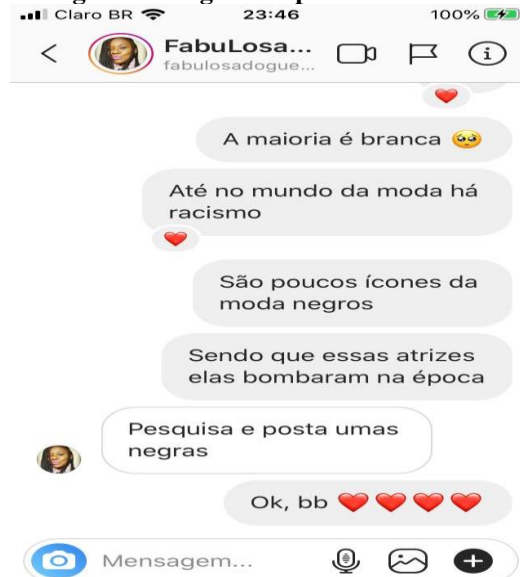 Claro BR 23:46 100%
FabuLosa...
fabulosadogue...
A maioria é branca 🥺
Até no mundo da moda há
racismo
São poucos ícones da
moda negros
Sendo que essas atrizes
elas bombaram na época
Pesquisa e posta umas
negras
Ok, bb ❤️❤️❤️❤️
Mensagem...